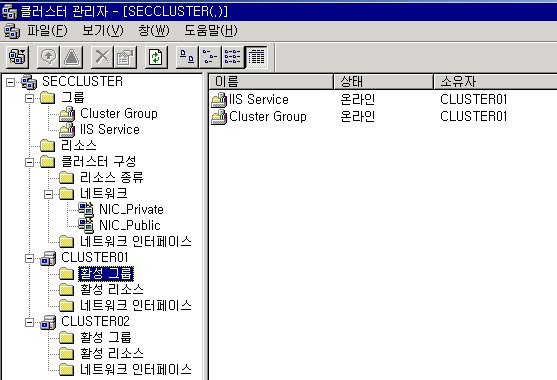 클러스터 관리자 - [SECCLUSTER(.)]
파일(F) 보기(V) 창(W) 도움말(H)
SECCLUSTER
그룹
Cluster Group
IIS Service
리소스
클러스터 구성
리소스 종류
네트워크
NIC_Private
NIC_Public
네트워크 인터페이스
CLUSTER01
활성 그룹
활성 리소스
네트워크 인터페이스
CLUSTER02
활성 그룹
활성 리소스
네트워크 인터페이스
이름 상태 소유자
IIS Service 온라인 CLUSTER01
Cluster Group 온라인 CLUSTER01